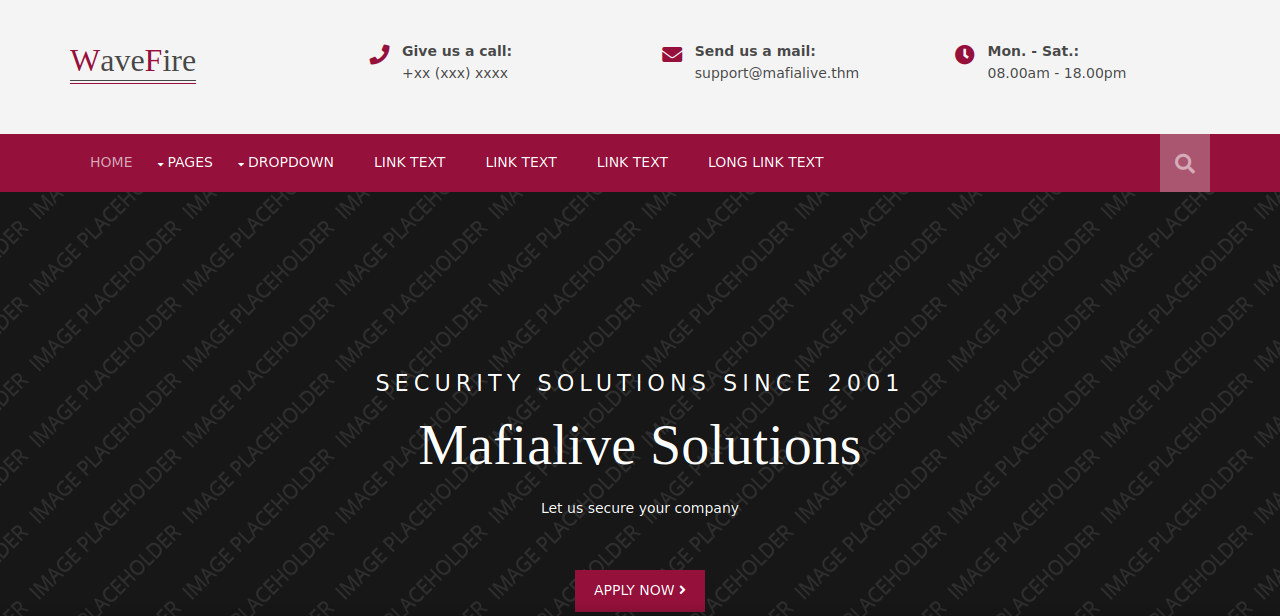 WaveFire
Give us a call:
+xx (xxx) xxxx
Send us a mail:
support@mafialive.thm
Mon. - Sat.:
08.00am - 18.00pm
HOME PAGES DROPDOWN LINK TEXT LINK TEXT LINK TEXT LONG LINK TEXT
IMAGE PLACEHOLDER
SECURITY SOLUTIONS SINCE 2001
Mafialive Solutions
Let us secure your company
APPLY NOW